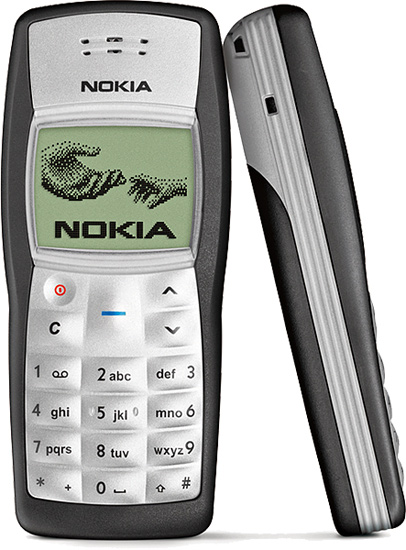 NOKIA
NOKIA
C
1 2 abc def 3
4 ghi 5 jkl mno 6
7 pqrs 8 tuv wxyz 9
* + 0 #